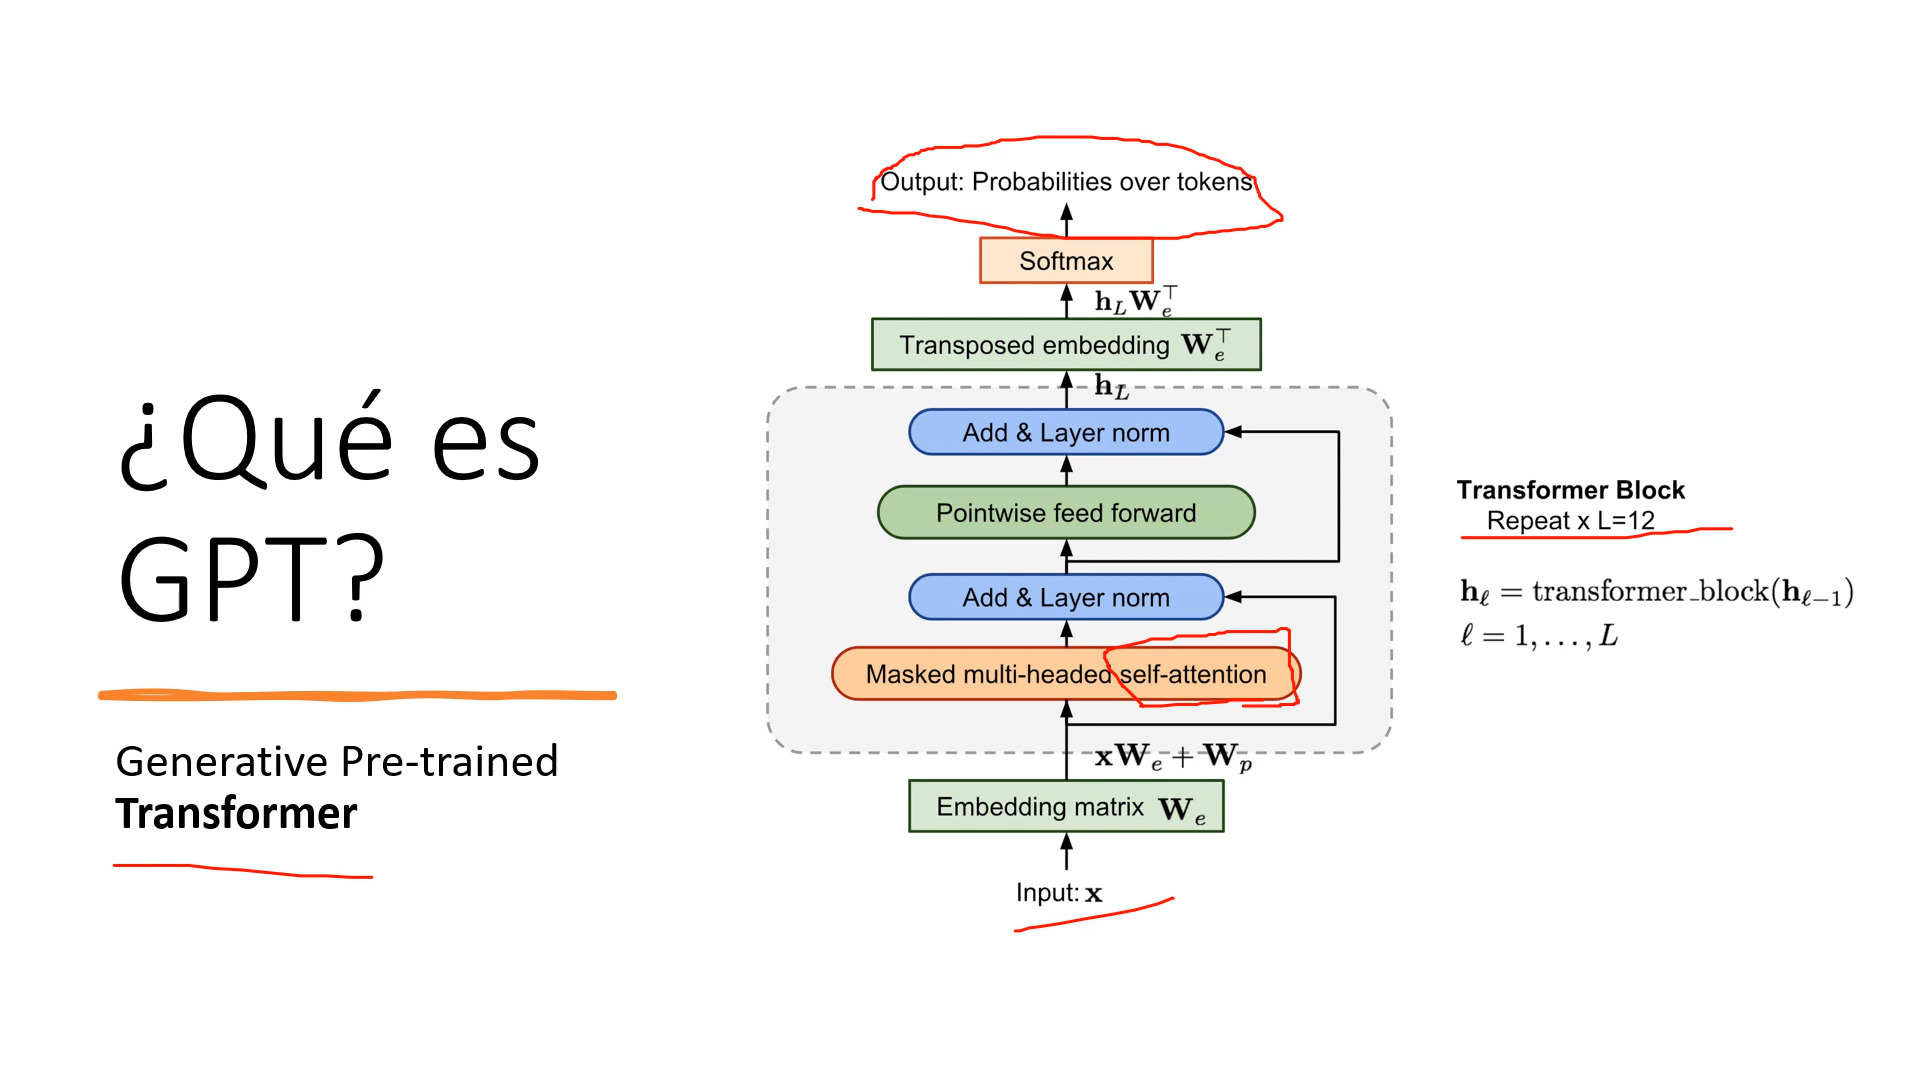 ¿Qué es
GPT?
Generative Pre-trained
Transformer
Output: Probabilities over tokens
Softmax
h_L W_e^⊤
Transposed embedding W_e^⊤
h_L
Add & Layer norm
Pointwise feed forward
Add & Layer norm
Masked multi-headed self-attention
xW_e + W_p
Embedding matrix W_e
Input: x
Transformer Block
Repeat x L=12
h_ℓ = transformer_block(h_{ℓ−1})
ℓ = 1, . . . , L